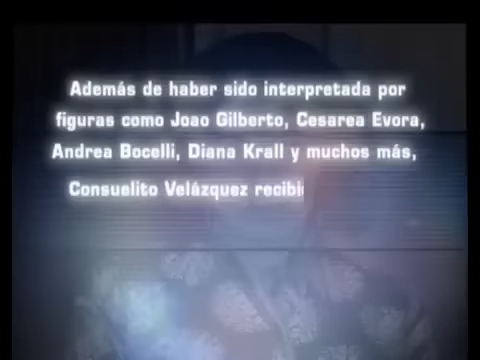 Además de haber sido interpretada por
figuras como Joao Gilberto, Cesarea Evora,
Andrea Bocelli, Diana Krall y muchos más,
Consuelito Velázquez recibi